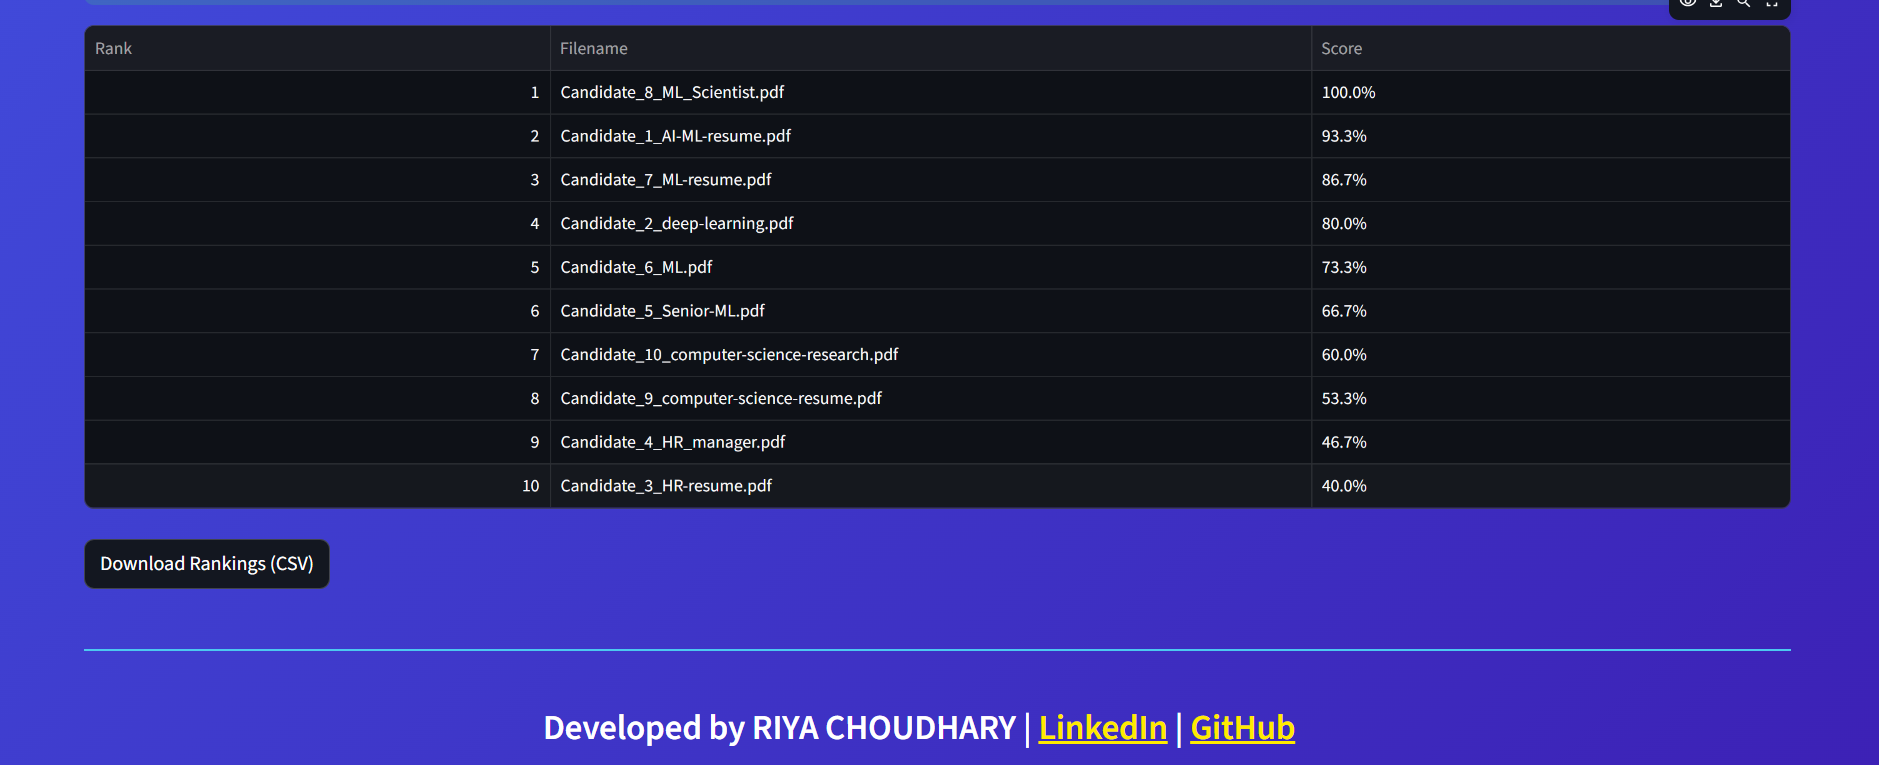 Rank Filename Score
1 Candidate_8_ML_Scientist.pdf 100.0%
2 Candidate_1_AI-ML-resume.pdf 93.3%
3 Candidate_7_ML-resume.pdf 86.7%
4 Candidate_2_deep-learning.pdf 80.0%
5 Candidate_6_ML.pdf 73.3%
6 Candidate_5_Senior-ML.pdf 66.7%
7 Candidate_10_computer-science-research.pdf 60.0%
8 Candidate_9_computer-science-resume.pdf 53.3%
9 Candidate_4_HR_manager.pdf 46.7%
10 Candidate_3_HR-resume.pdf 40.0%
Download Rankings (CSV)
Developed by RIYA CHOUDHARY | LinkedIn | GitHub